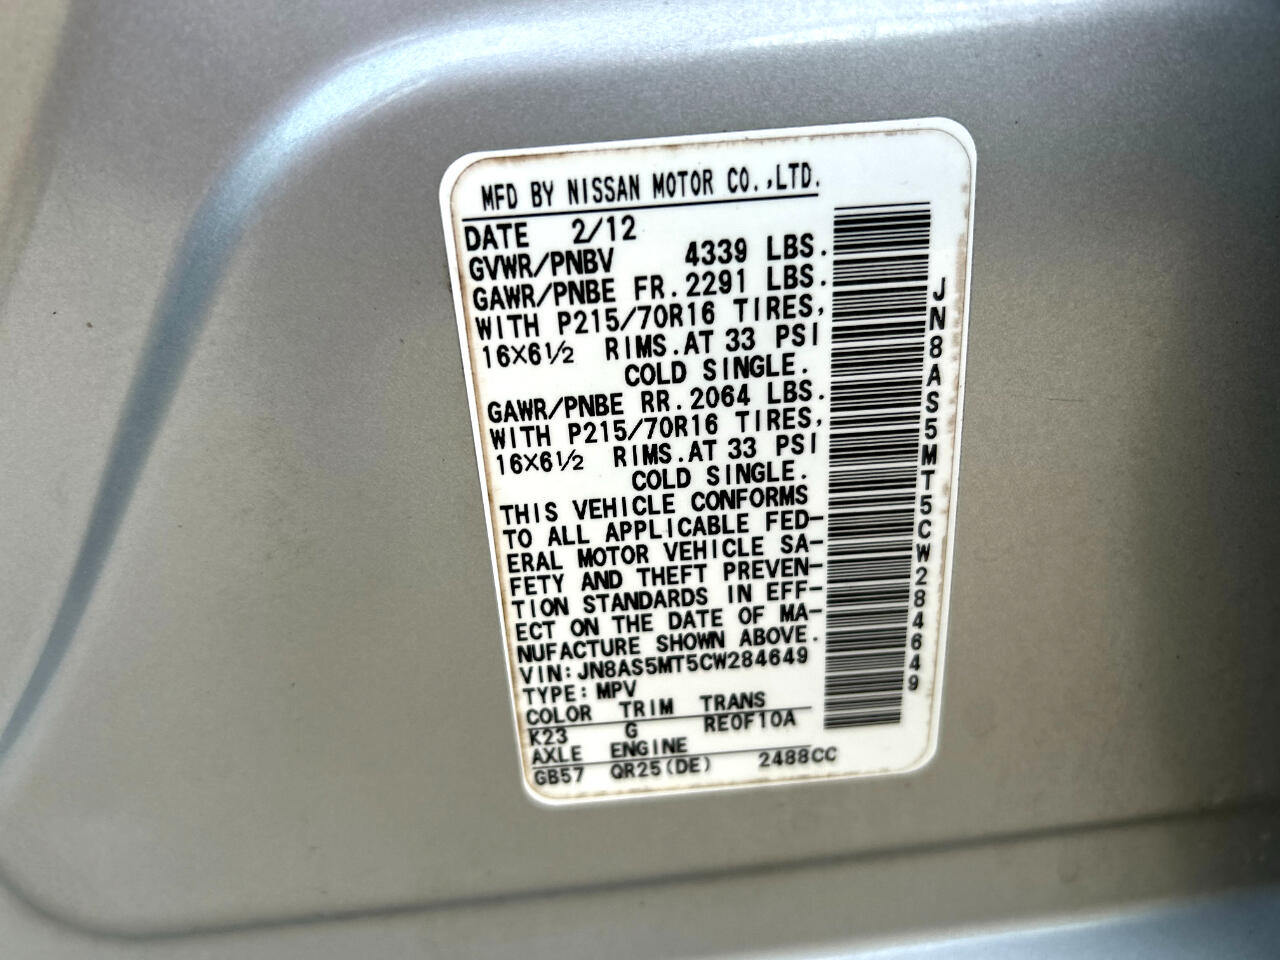 MFD BY NISSAN MOTOR CO.,LTD.
DATE 2/12
GVWR/PNBV 4339 LBS.
GAWR/PNBE FR.2291 LBS.
WITH P215/70R16 TIRES,
16×6½ RIMS.AT 33 PSI
COLD SINGLE.
GAWR/PNBE RR.2064 LBS.
WITH P215/70R16 TIRES,
16×6½ RIMS.AT 33 PSI
COLD SINGLE.
THIS VEHICLE CONFORMS
TO ALL APPLICABLE FED-
ERAL MOTOR VEHICLE SA-
FETY AND THEFT PREVEN-
TION STANDARDS IN EFF-
ECT ON THE DATE OF MA-
NUFACTURE SHOWN ABOVE.
VIN:JN8AS5MT5CW284649
TYPE:MPV
COLOR TRIM TRANS
K23 G RE0F10A
AXLE ENGINE
GB57 QR25(DE) 2488CC
JN8AS5MT5CW284649